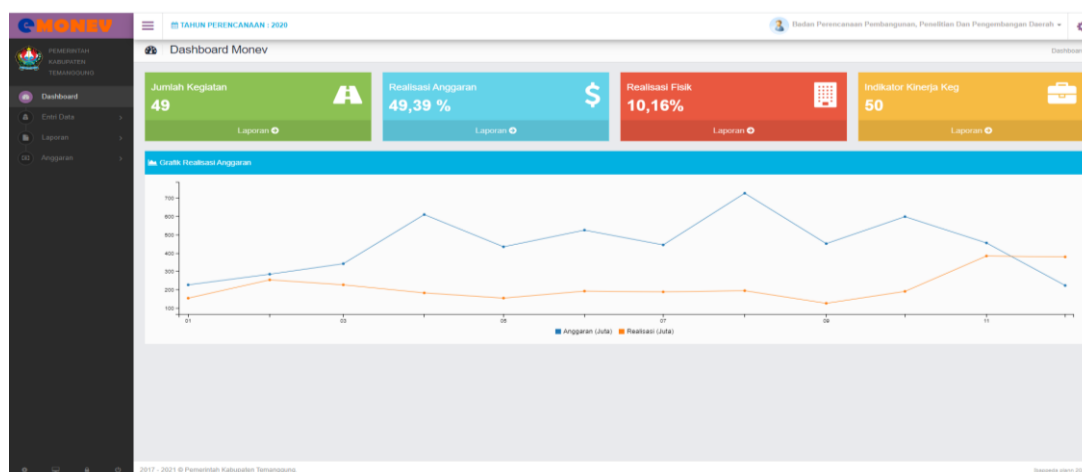 eMONEV
TAHUN PERENCANAAN : 2020
Badan Perencanaan Pembangunan, Penelitian Dan Pengembangan Daerah
PEMERINTAH
KABUPATEN
TEMANGGUNG
Dashboard Monev
Dashboard
Dashboard
Entri Data
Laporan
Anggaran
Jumlah Kegiatan
49
Laporan
Realisasi Anggaran
49,39 %
Laporan
Realisasi Fisik
10,16%
Laporan
Indikator Kinerja Keg
50
Laporan
Grafik Realisasi Anggaran
700
600
500
400
300
200
100
01
03
05
07
09
11
Anggaran (Juta)
Realisasi (Juta)
2017 - 2021 © Pemerintah Kabupaten Temanggung.